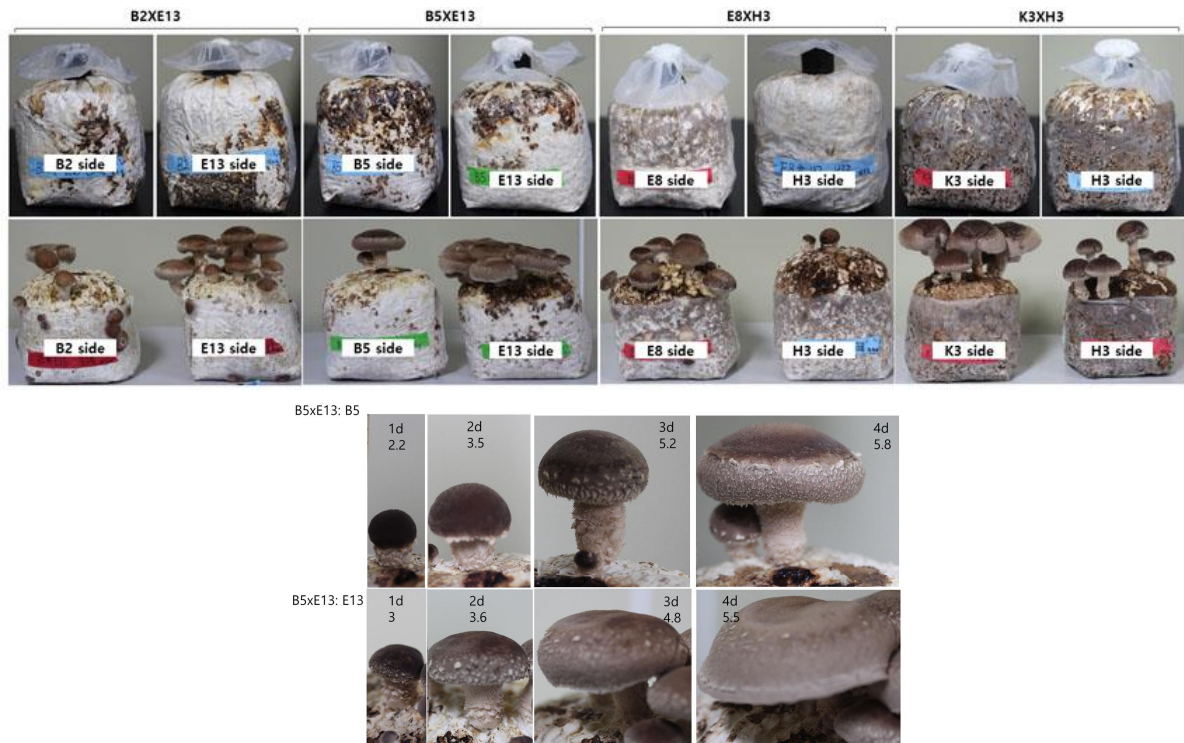 B2XE13
B5XE13
E8XH3
K3XH3
B2 side
E13 side
B5 side
E13 side
E8 side
H3 side
K3 side
H3 side
B2 side
E13 side
B5 side
E13 side
E8 side
H3 side
K3 side
H3 side
B5xE13: B5
1d
2.2
2d
3.5
3d
5.2
4d
5.8
B5xE13: E13
1d
3
2d
3.6
3d
4.8
4d
5.5